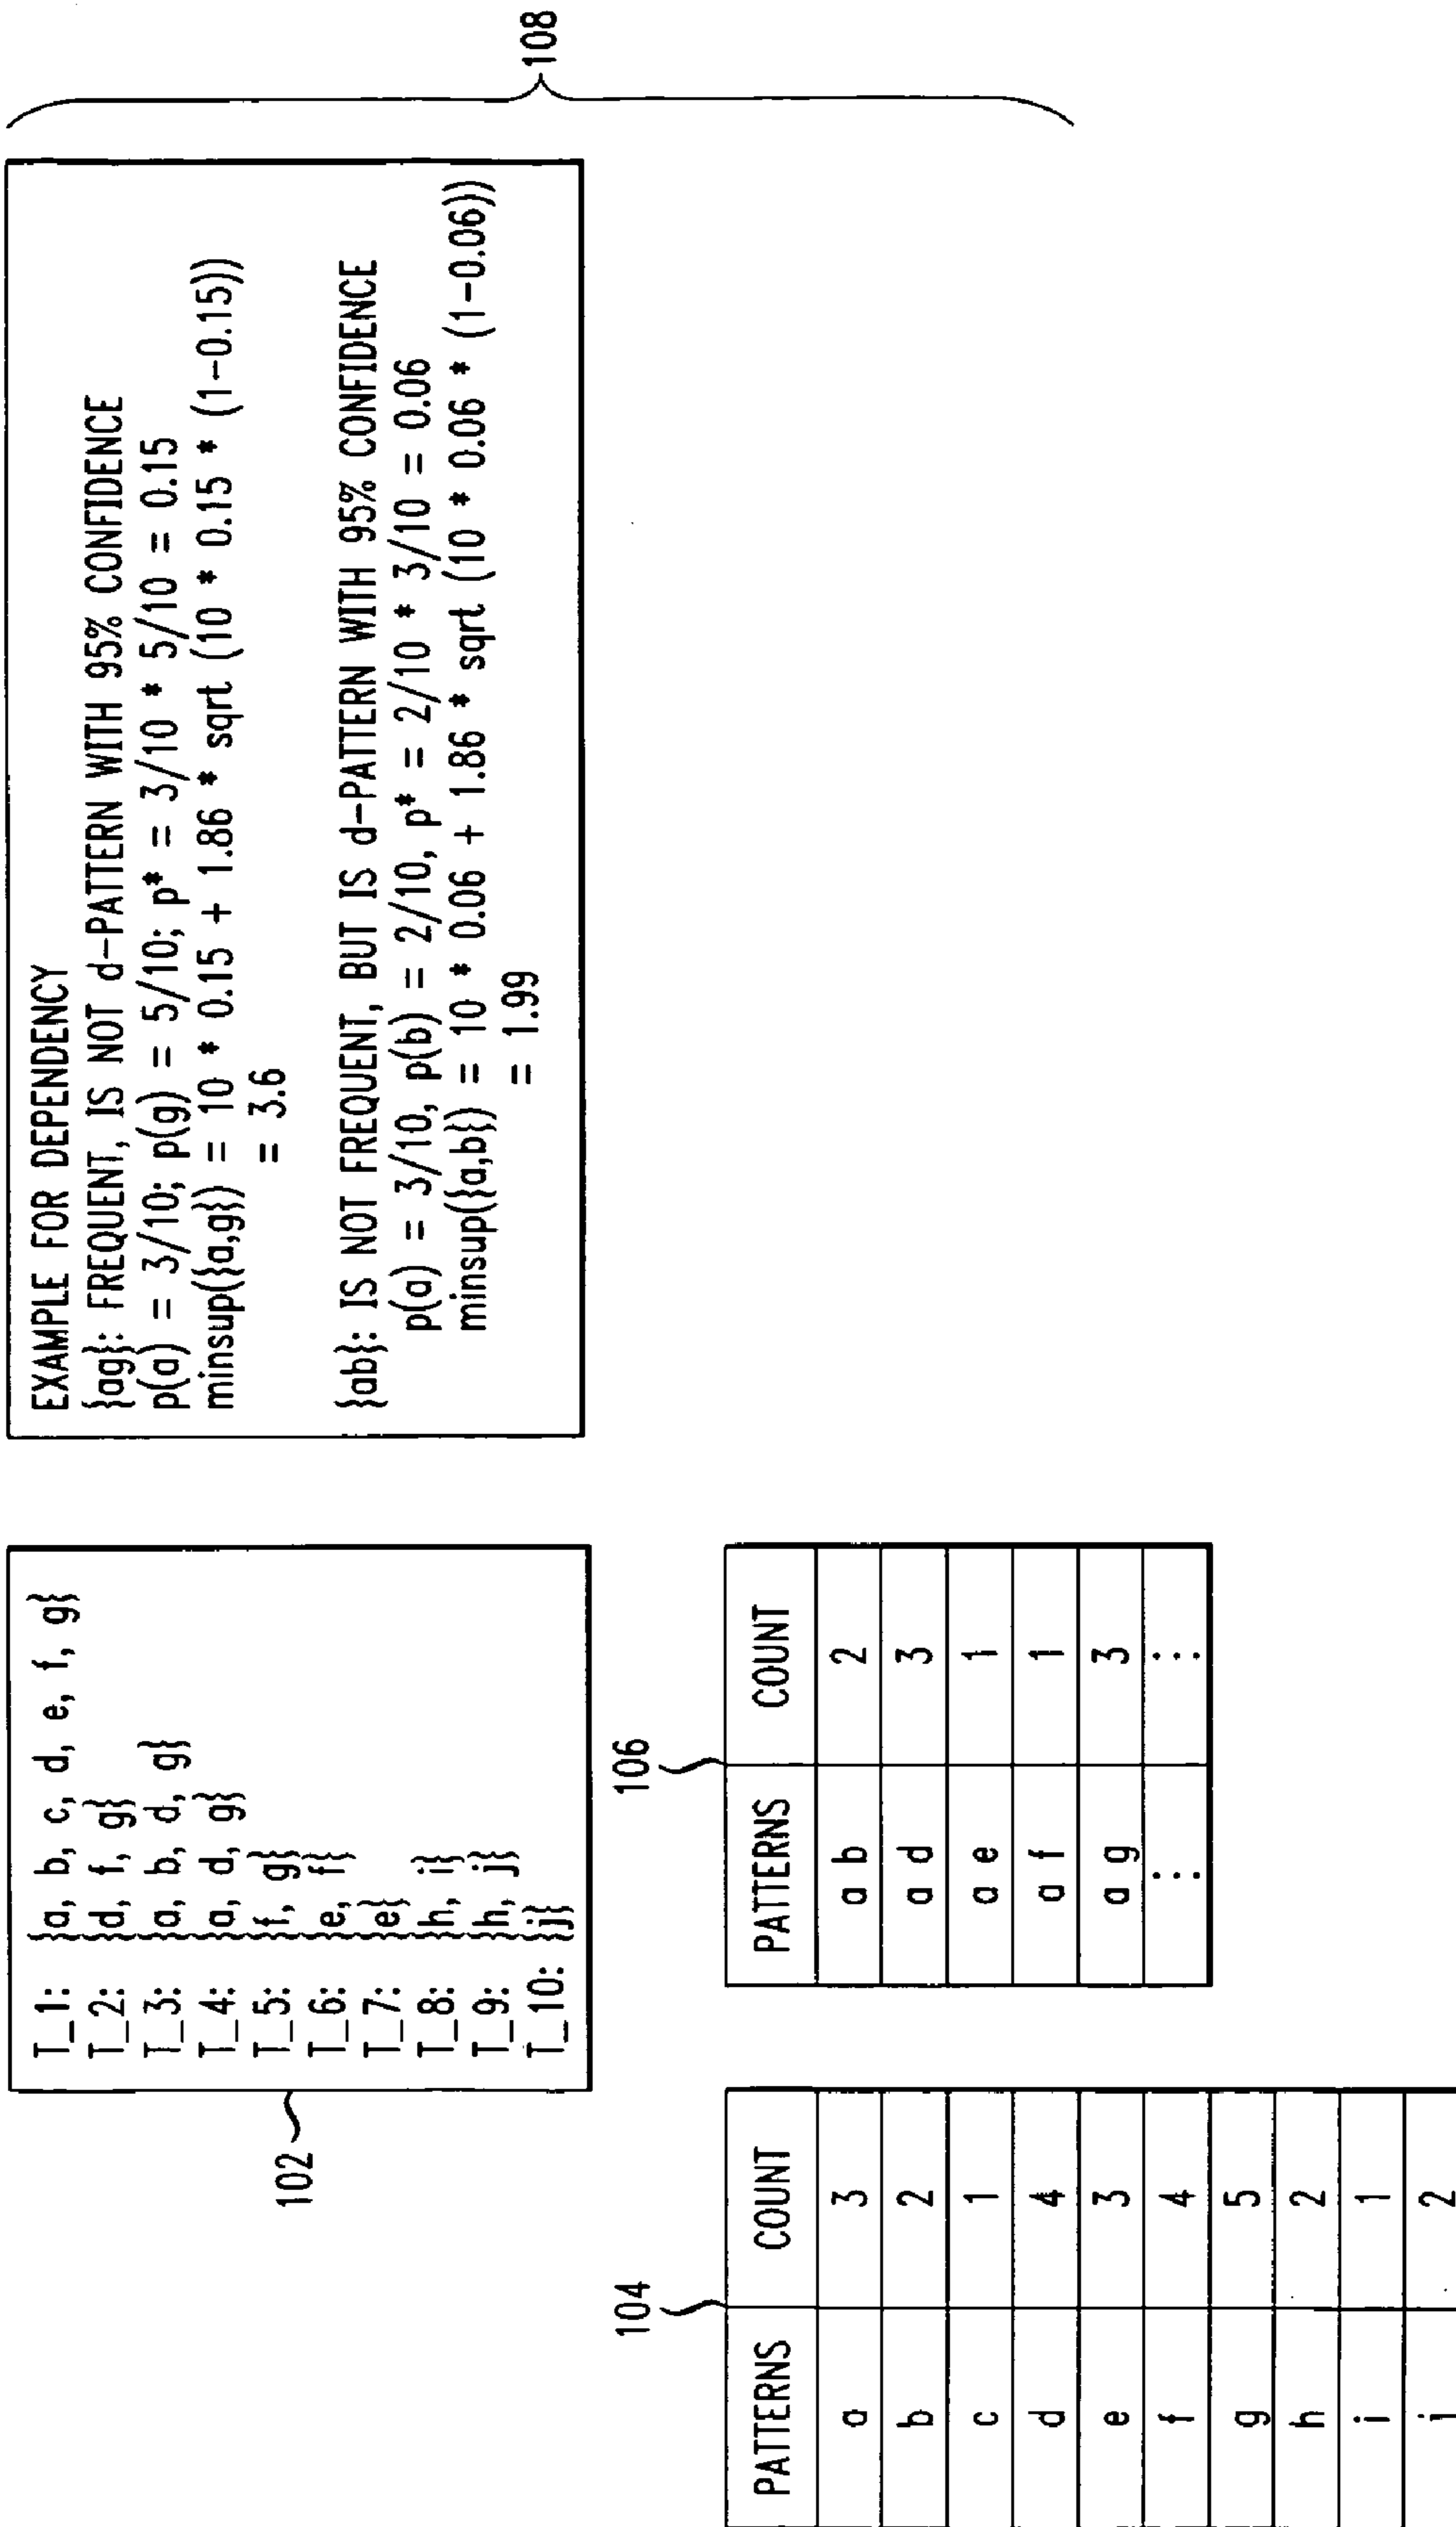 T_1: {a, b, c, d, e, f, g}
T_2: {d, f, g}
T_3: {a, b, d, g}
T_4: {a, d, g}
T_5: {f, g}
T_6: {e, f}
T_7: {e}
T_8: {h, i}
T_9: {h, j}
T_10: {j}
102
EXAMPLE FOR DEPENDENCY
{ag}: FREQUENT, IS NOT d-PATTERN WITH 95% CONFIDENCE
p(a) = 3/10; p(g) = 5/10; p* = 3/10 * 5/10 = 0.15
minsup({a,g}) = 10 * 0.15 + 1.86 * sqrt (10 * 0.15 * (1-0.15))
= 3.6
{ab}: IS NOT FREQUENT, BUT IS d-PATTERN WITH 95% CONFIDENCE
p(a) = 3/10, p(b) = 2/10, p* = 2/10 * 3/10 = 0.06
minsup({a,b}) = 10 * 0.06 + 1.86 * sqrt (10 * 0.06 * (1-0.06))
= 1.99
108
104
PATTERNS COUNT
a 3
b 2
c 1
d 4
e 3
f 4
g 5
h 2
i 1
j 2
106
PATTERNS COUNT
a b 2
a d 3
a e 1
a f 1
a g 3
⋮ ⋮